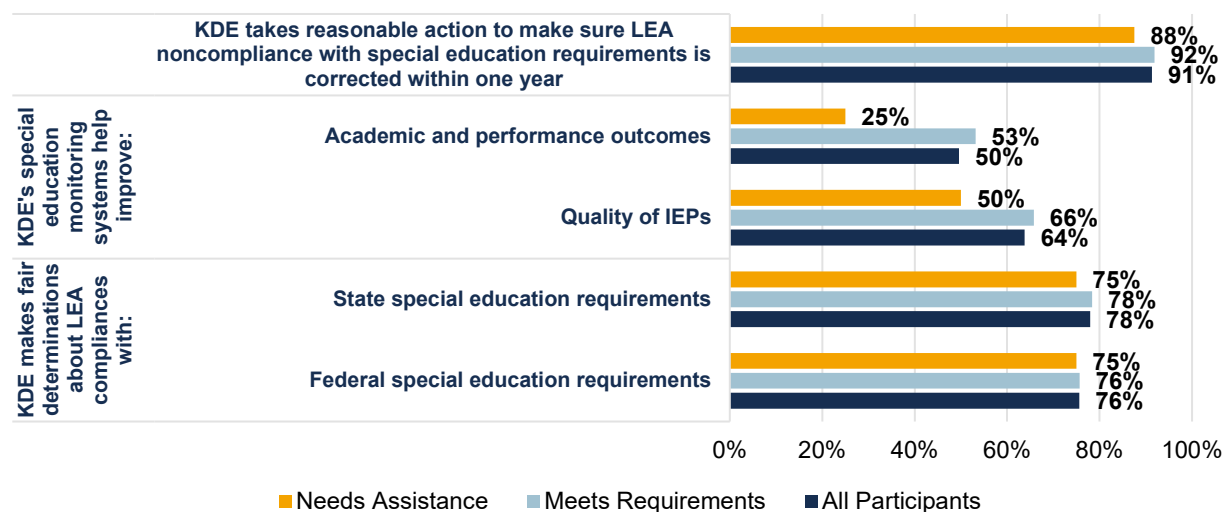 KDE takes reasonable action to make sure LEA
noncompliance with special education requirements is
corrected within one year
88%
92%
91%
KDE's special
education
monitoring
systems help
improve:
Academic and performance outcomes
25%
53%
50%
Quality of IEPs
50%
66%
64%
KDE makes fair
determinations
about LEA
compliances
with:
State special education requirements
75%
78%
78%
Federal special education requirements
75%
76%
76%
0% 20% 40% 60% 80% 100%
Needs Assistance Meets Requirements All Participants